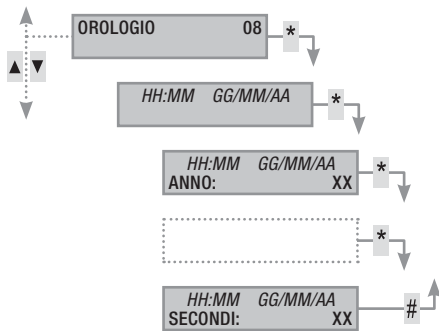 OROLOGIO 08 *
▲ ▼
HH:MM GG/MM/AA *
HH:MM GG/MM/AA *
ANNO: XX
*
HH:MM GG/MM/AA
SECONDI: XX #